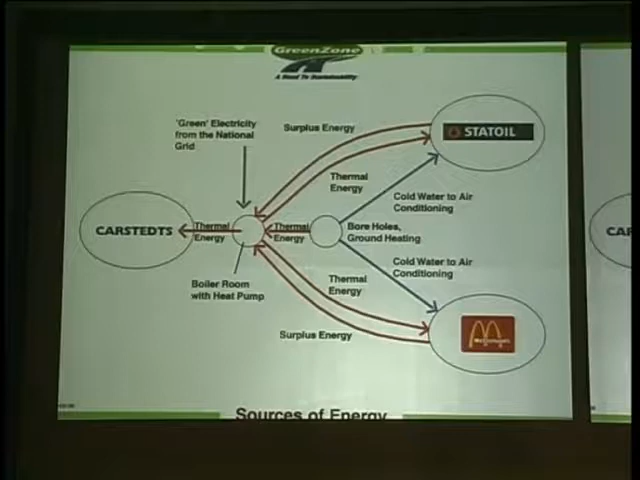 GreenZone
A Road To Sustainability
'Green' Electricity
from the National
Grid
Surplus Energy
STATOIL
Thermal
Energy
Cold Water to Air
Conditioning
CARSTEDTS
Thermal
Energy
Thermal
Energy
Bore Holes,
Ground Heating
Cold Water to Air
Conditioning
Boiler Room
with Heat Pump
Thermal
Energy
Surplus Energy
McDonald's
Sources of Energy
CAR